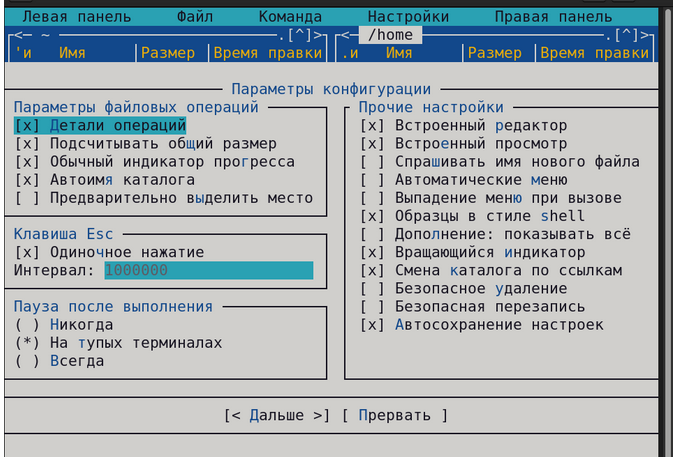 Левая панель Файл Команда Настройки Правая панель
<─ ~ .[^]> <─ /home .[^]>
'и Имя Размер Время правки .и Имя Размер Время правки
Параметры конфигурации
Параметры файловых операций
[x] Детали операций
[x] Подсчитывать общий размер
[x] Обычный индикатор прогресса
[x] Автоимя каталога
[ ] Предварительно выделить место
Клавиша Esc
[x] Одиночное нажатие
Интервал: 1000000
Пауза после выполнения
( ) Никогда
(*) На тупых терминалах
( ) Всегда
Прочие настройки
[x] Встроенный редактор
[x] Встроенный просмотр
[ ] Спрашивать имя нового файла
[ ] Автоматические меню
[ ] Выпадение меню при вызове
[x] Образцы в стиле shell
[ ] Дополнение: показывать всё
[x] Вращающийся индикатор
[x] Смена каталога по ссылкам
[ ] Безопасное удаление
[ ] Безопасная перезапись
[x] Автосохранение настроек
[< Дальше >] [ Прервать ]